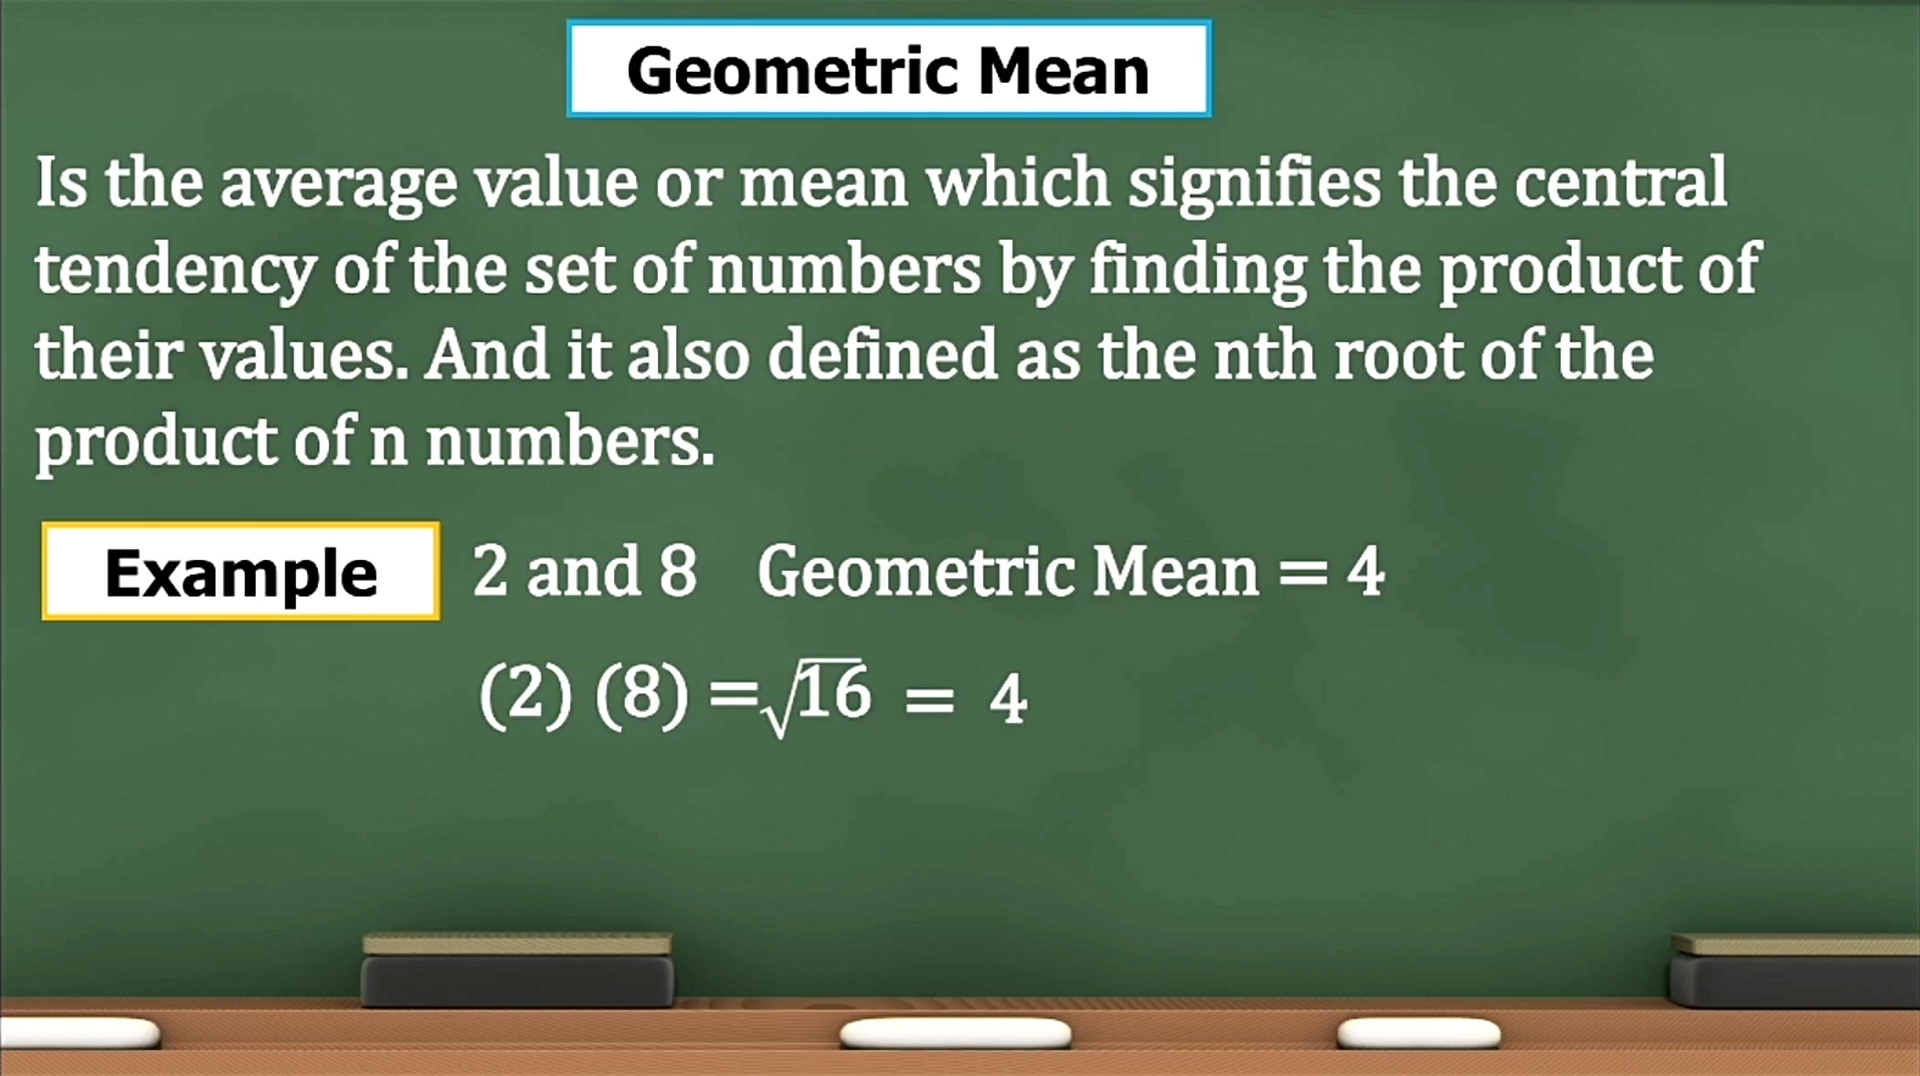 Geometric Mean
Is the average value or mean which signifies the central
tendency of the set of numbers by finding the product of
their values. And it also defined as the nth root of the
product of n numbers.
Example 2 and 8 Geometric Mean = 4
(2) (8) =√16 = 4